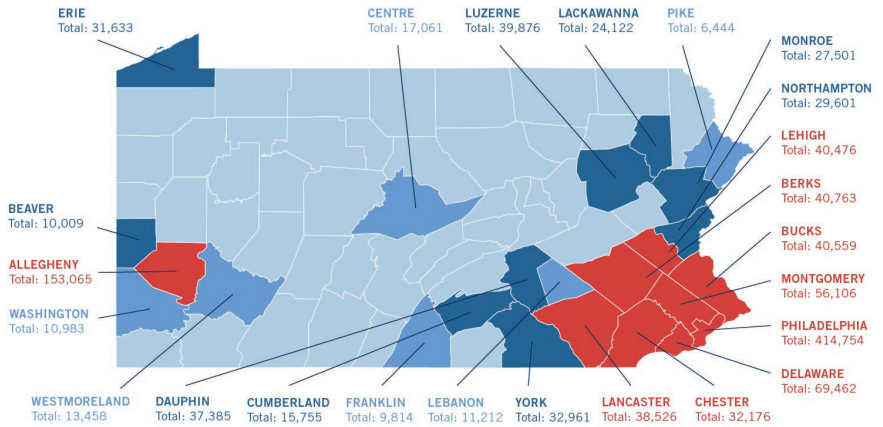 ERIE
Total: 31,633
CENTRE
Total: 17,061
LUZERNE
Total: 39,876
LACKAWANNA
Total: 24,122
PIKE
Total: 6,444
MONROE
Total: 27,501
NORTHAMPTON
Total: 29,601
LEHIGH
Total: 40,476
BERKS
Total: 40,763
BUCKS
Total: 40,559
MONTGOMERY
Total: 56,106
PHILADELPHIA
Total: 414,754
DELAWARE
Total: 69,462
BEAVER
Total: 10,009
ALLEGHENY
Total: 153,065
WASHINGTON
Total: 10,983
WESTMORELAND
Total: 13,458
DAUPHIN
Total: 37,385
CUMBERLAND
Total: 15,755
FRANKLIN
Total: 9,814
LEBANON
Total: 11,212
YORK
Total: 32,961
LANCASTER
Total: 38,526
CHESTER
Total: 32,176